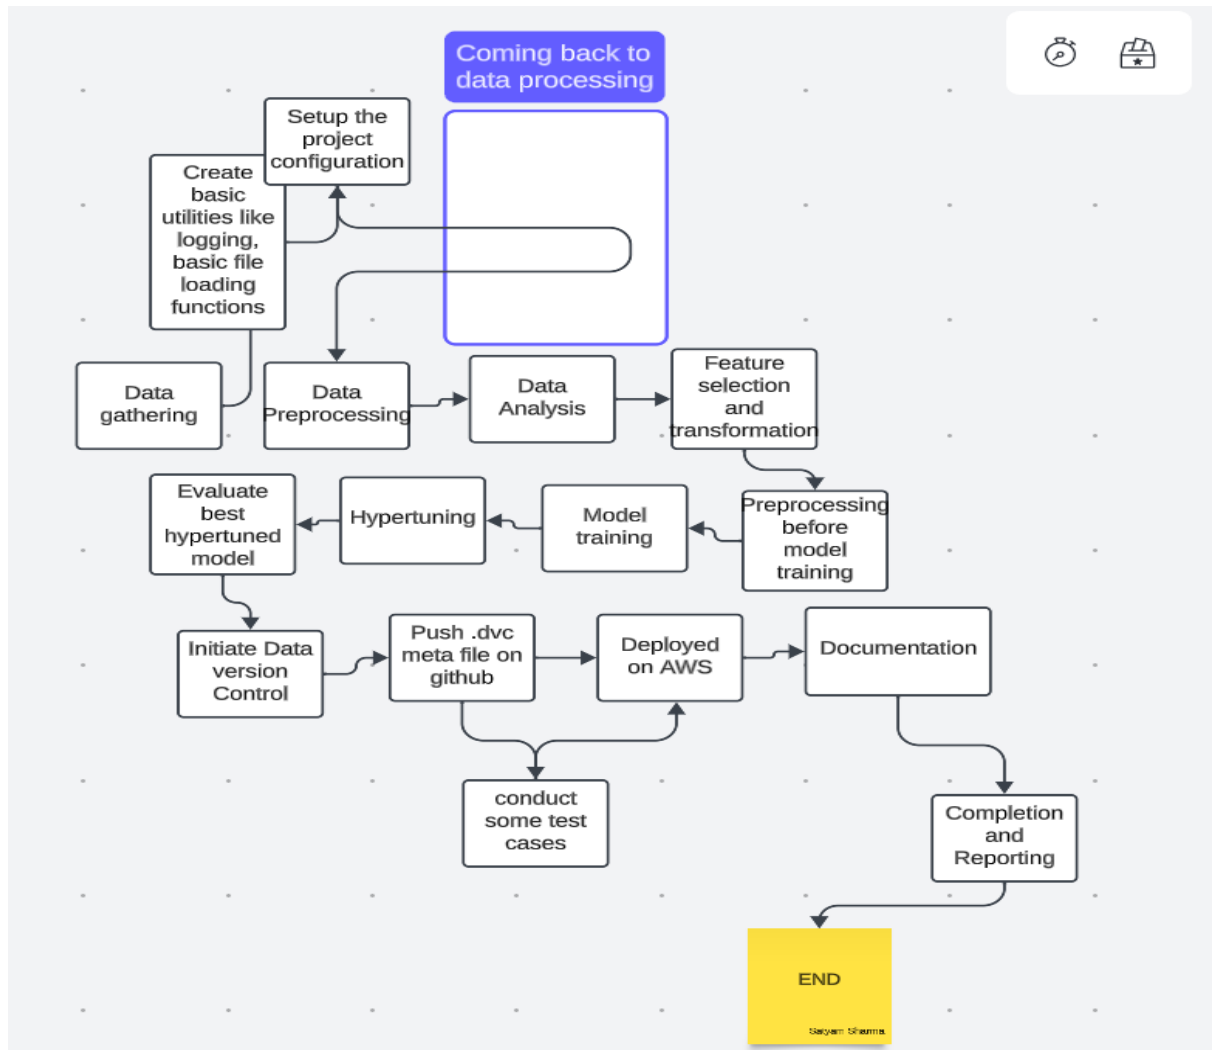 Coming back to
data processing
Setup the
project
configuration
Create
basic
utilities like
logging,
basic file
loading
functions
Data
gathering
Data
Preprocessing
Data
Analysis
Feature
selection
and
transformation
Evaluate
best
hypertuned
model
Hypertuning
Model
training
Preprocessing
before
model
training
Initiate Data
version
Control
Push .dvc
meta file on
github
Deployed
on AWS
Documentation
conduct
some test
cases
Completion
and
Reporting
END
Satyam Sharma